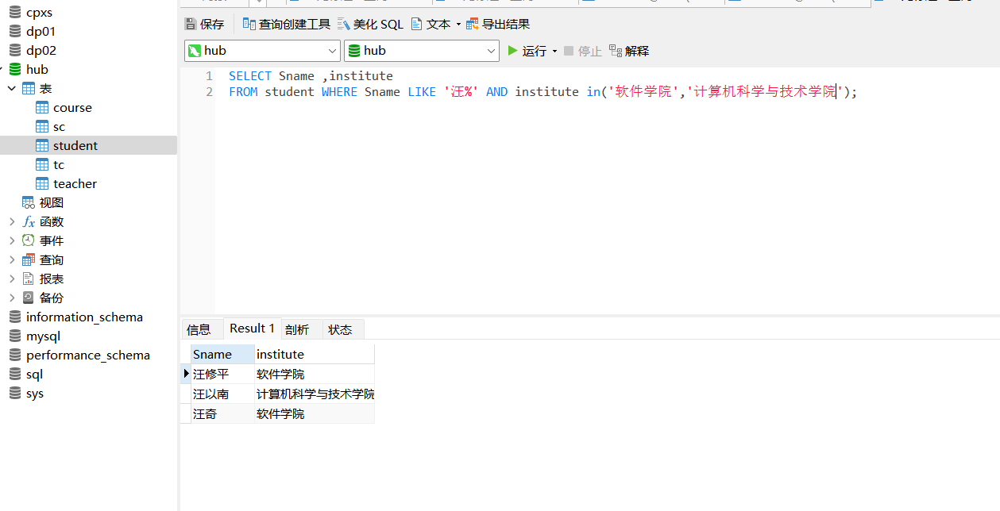 cpxs
dp01
dp02
hub
表
course
sc
student
tc
teacher
视图
fx 函数
事件
查询
报表
备份
information_schema
mysql
performance_schema
sql
sys
保存 查询创建工具 美化 SQL 文本 导出结果
hub hub 运行 停止 解释
1 SELECT Sname ,institute
2 FROM student WHERE Sname LIKE '汪%' AND institute in('软件学院','计算机科学与技术学院');
信息 Result 1 剖析 状态
Sname institute
汪修平 软件学院
汪以南 计算机科学与技术学院
汪奇 软件学院